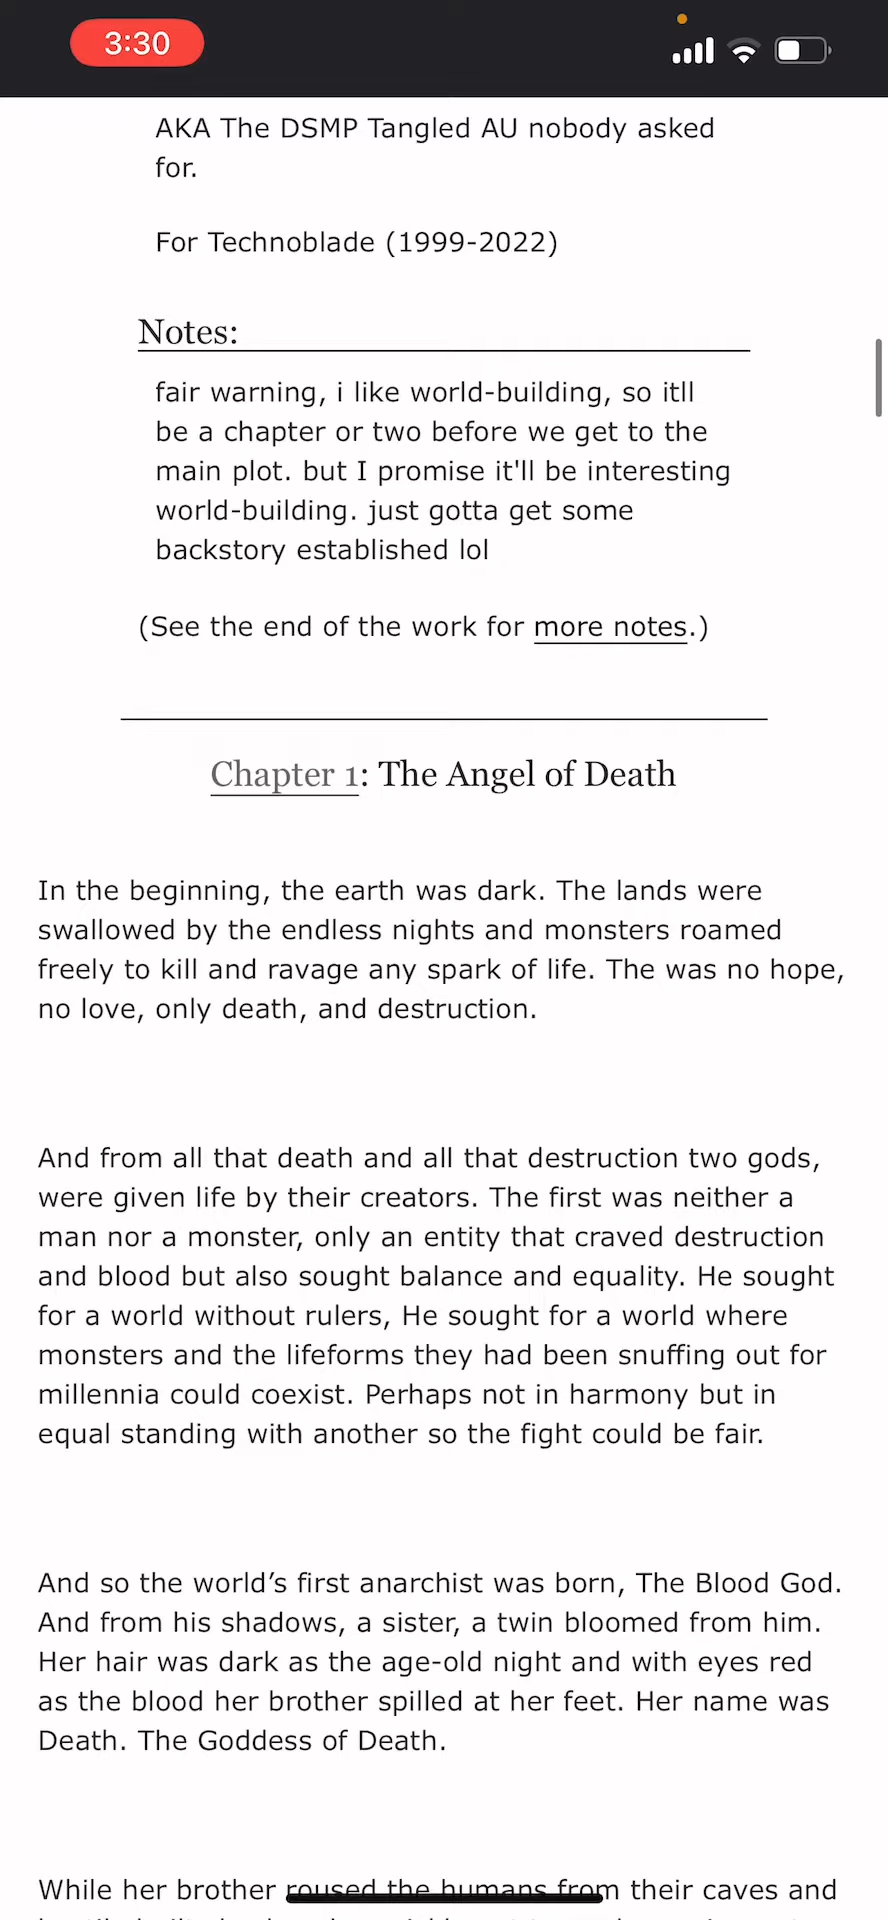 3:30
AKA The DSMP Tangled AU nobody asked
for.
For Technoblade (1999-2022)
Notes:
fair warning, i like world-building, so itll
be a chapter or two before we get to the
main plot. but I promise it'll be interesting
world-building. just gotta get some
backstory established lol
(See the end of the work for more notes.)
Chapter 1: The Angel of Death
In the beginning, the earth was dark. The lands were
swallowed by the endless nights and monsters roamed
freely to kill and ravage any spark of life. The was no hope,
no love, only death, and destruction.
And from all that death and all that destruction two gods,
were given life by their creators. The first was neither a
man nor a monster, only an entity that craved destruction
and blood but also sought balance and equality. He sought
for a world without rulers, He sought for a world where
monsters and the lifeforms they had been snuffing out for
millennia could coexist. Perhaps not in harmony but in
equal standing with another so the fight could be fair.
And so the world’s first anarchist was born, The Blood God.
And from his shadows, a sister, a twin bloomed from him.
Her hair was dark as the age-old night and with eyes red
as the blood her brother spilled at her feet. Her name was
Death. The Goddess of Death.
While her brother roused the humans from their caves and